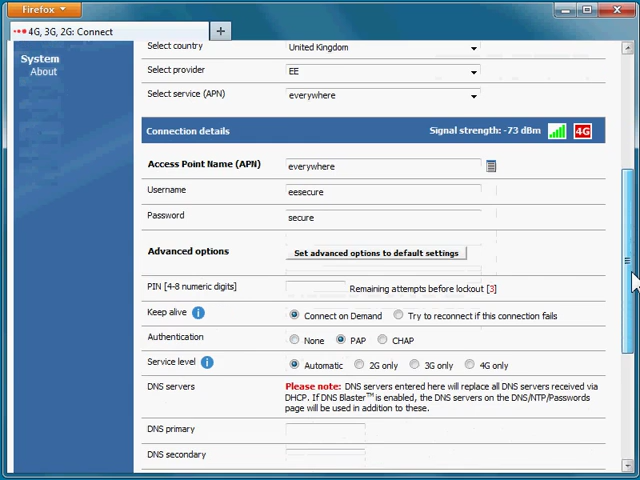 Firefox
4G, 3G, 2G: Connect
System
About
Select country
United Kingdom
Select provider
EE
Select service (APN)
everywhere
Connection details
Signal strength: -73 dBm
4G
Access Point Name (APN)
everywhere
Username
eesecure
Password
secure
Advanced options
Set advanced options to default settings
PIN [4-8 numeric digits]
Remaining attempts before lockout [3]
Keep alive
Connect on Demand
Try to reconnect if this connection fails
Authentication
None
PAP
CHAP
Service level
Automatic
2G only
3G only
4G only
DNS servers
Please note: DNS servers entered here will replace all DNS servers received via
DHCP. If DNS Blaster™ is enabled, the DNS servers on the DNS/NTP/Passwords
page will be used in addition to these.
DNS primary
DNS secondary